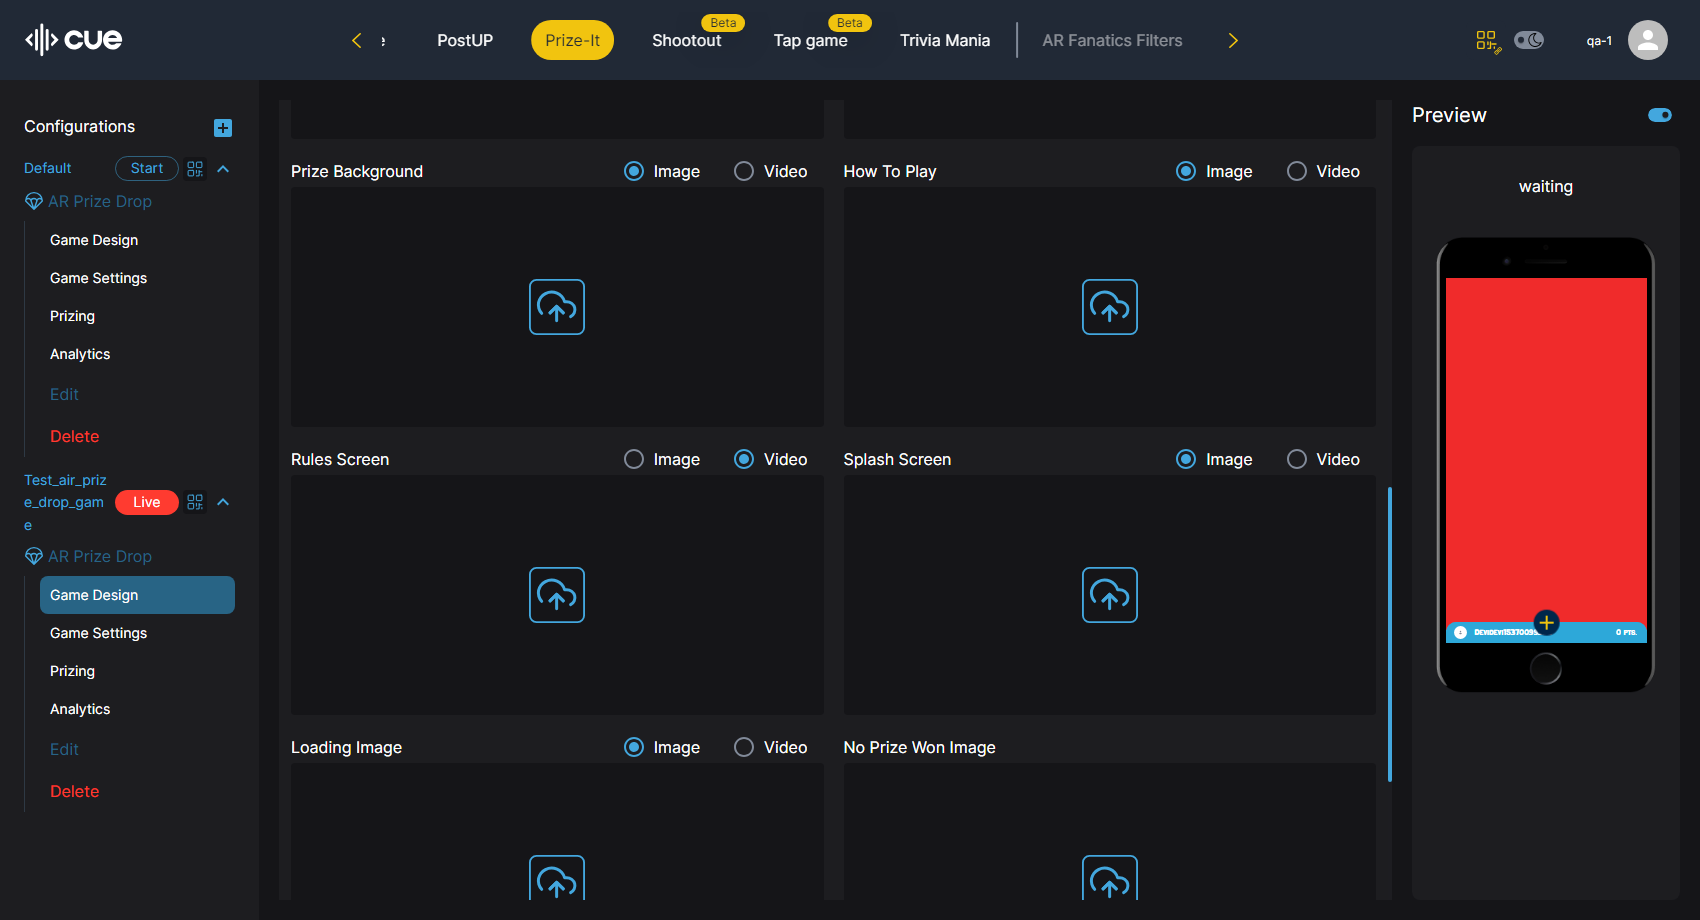 cue
e
PostUP
Prize-It
Shootout
Beta
Tap game
Beta
Trivia Mania
AR Fanatics Filters
qa-1
Configurations
Default
Start
AR Prize Drop
Game Design
Game Settings
Prizing
Analytics
Edit
Delete
Test_air_priz
e_drop_gam
e
Live
AR Prize Drop
Game Design
Game Settings
Prizing
Analytics
Edit
Delete
Prize Background
Image
Video
How To Play
Image
Video
Rules Screen
Image
Video
Splash Screen
Image
Video
Loading Image
Image
Video
No Prize Won Image
Preview
waiting
0 PTS.